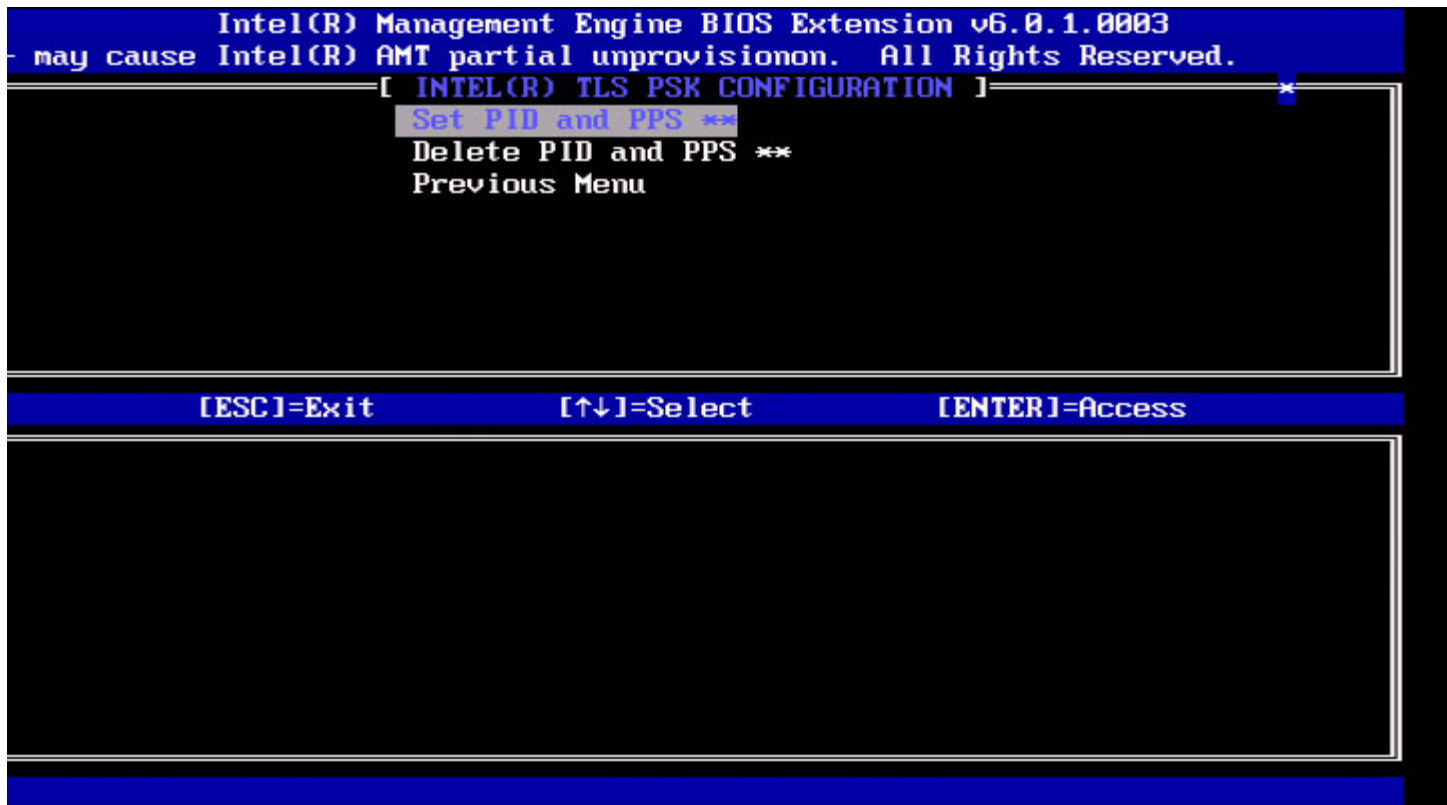 Intel(R) Management Engine BIOS Extension v6.0.1.0003
- may cause Intel(R) AMT partial unprovisionon. All Rights Reserved.
[ INTEL(R) TLS PSK CONFIGURATION ] *
Set PID and PPS **
Delete PID and PPS **
Previous Menu
[ESC]=Exit [↑↓]=Select [ENTER]=Access